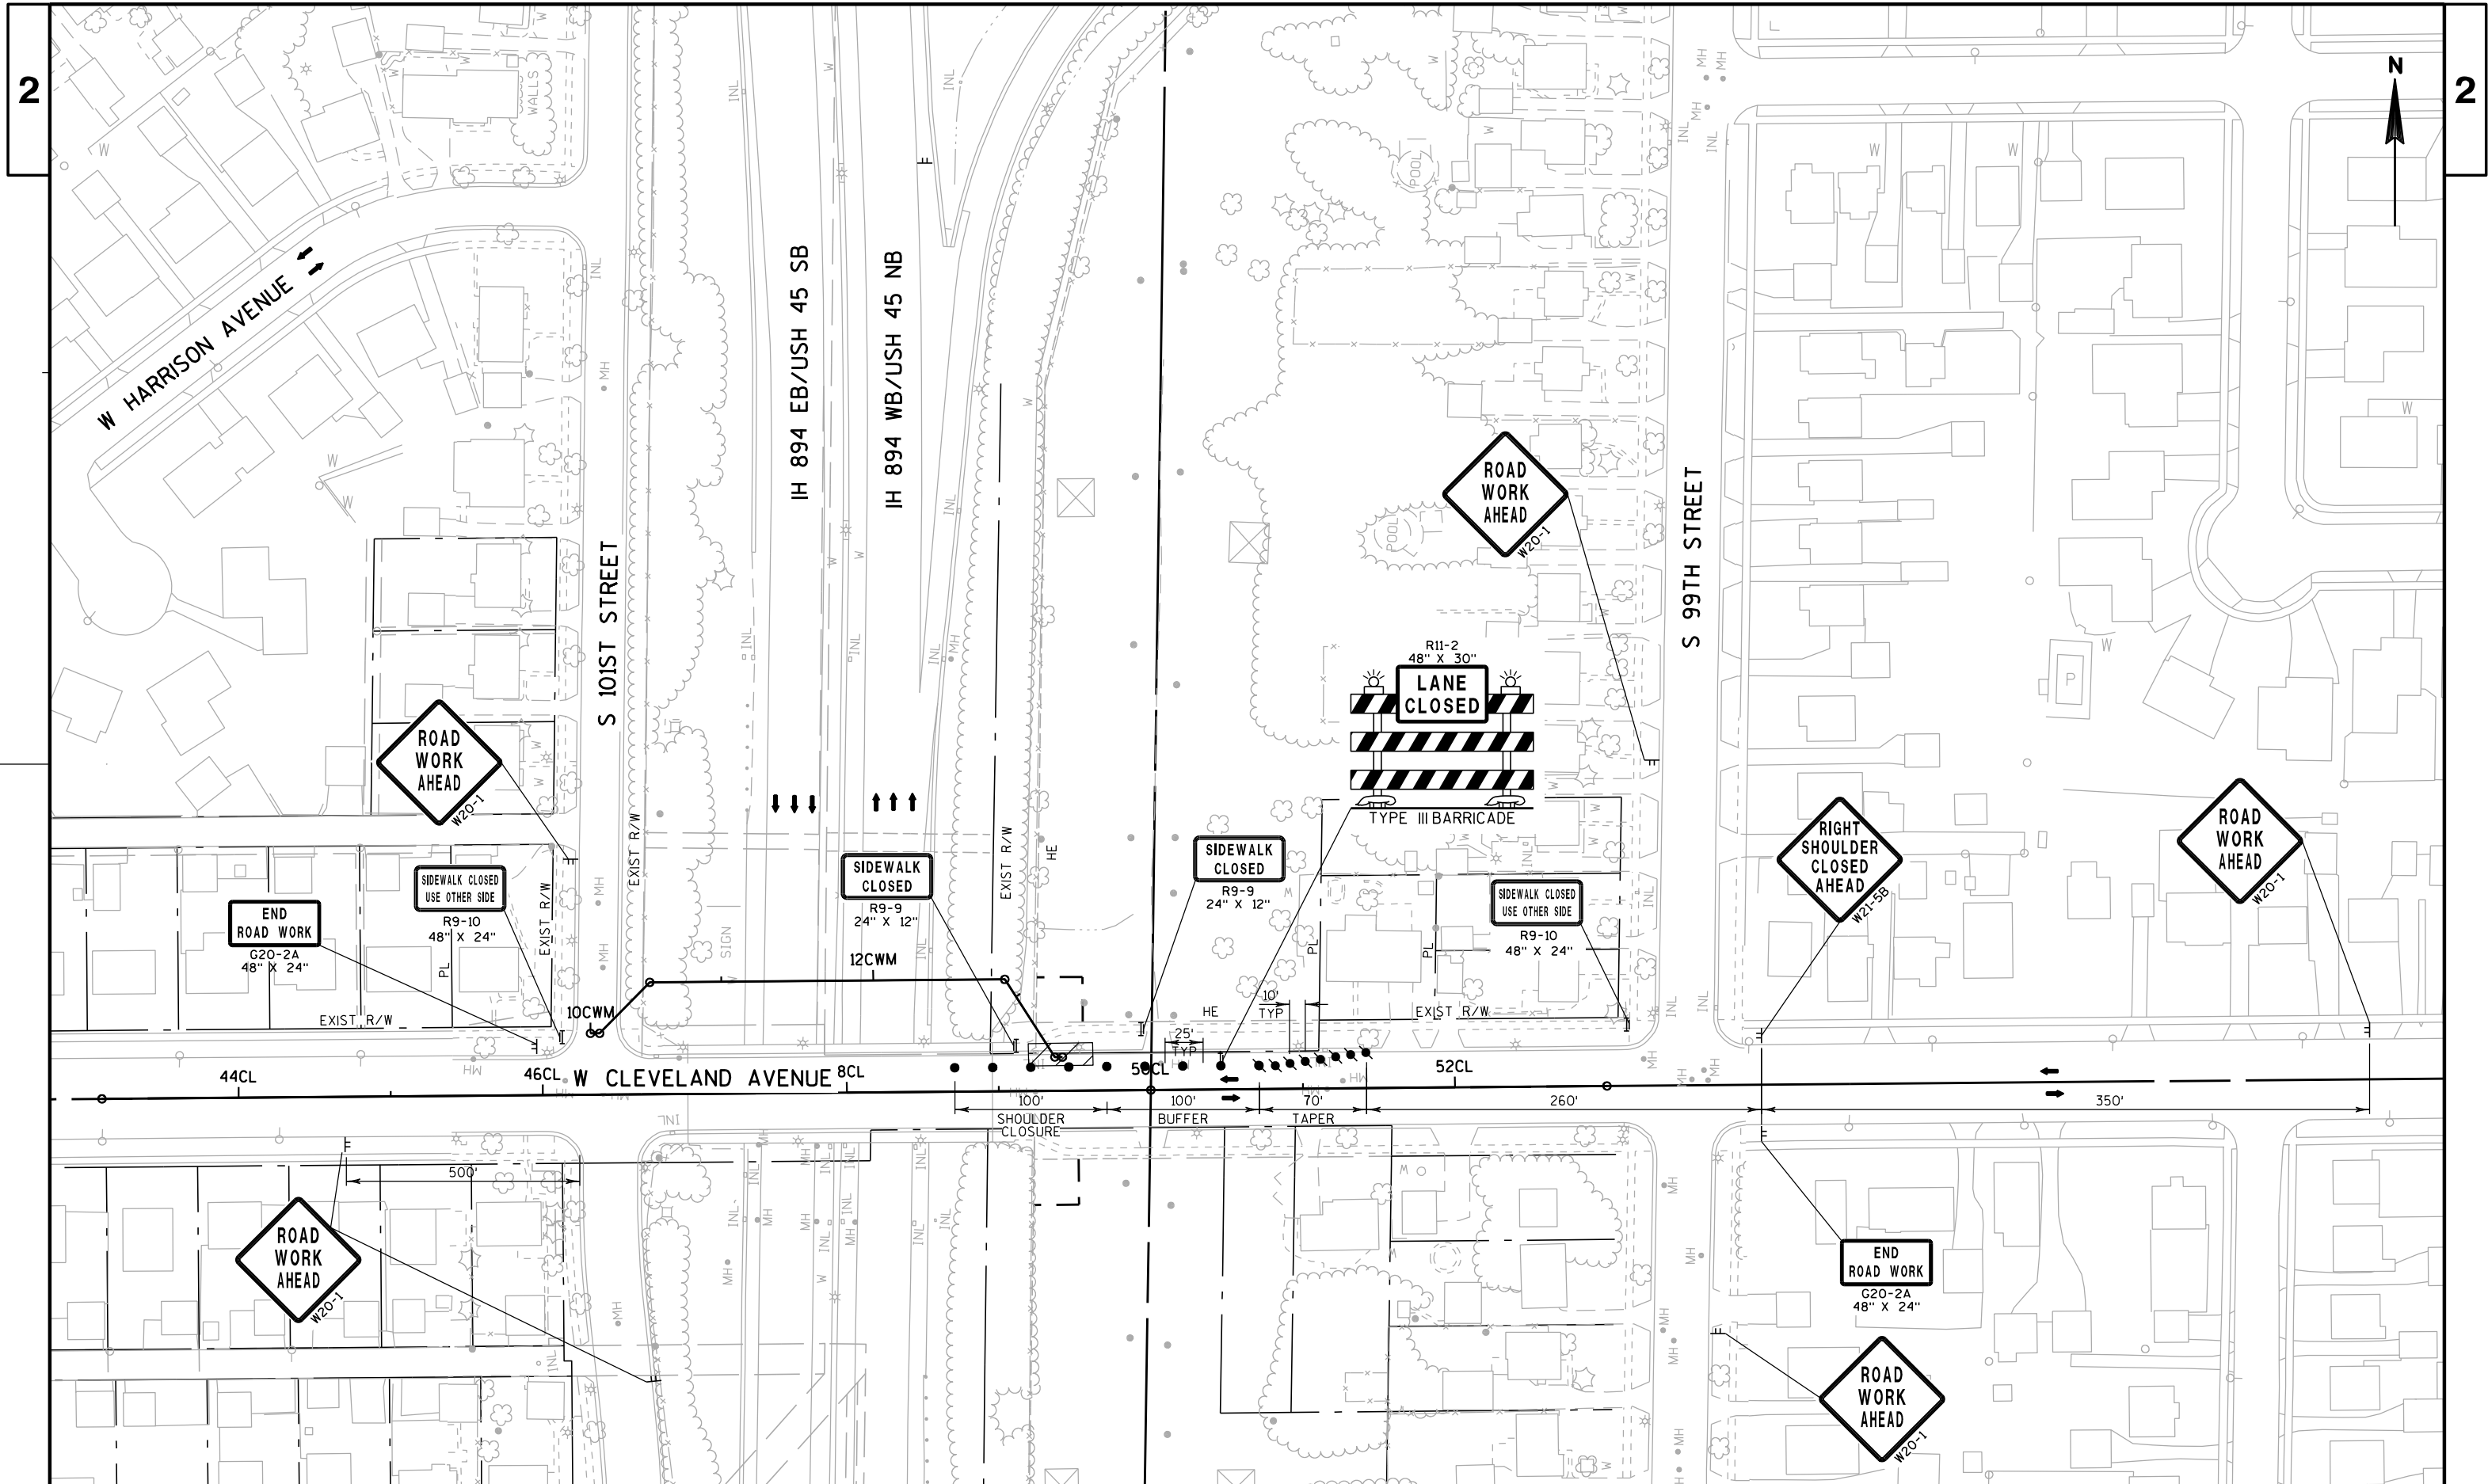 2
2
N
WALLS
W HARRISON AVENUE
IH 894 EB/USH 45 SB
IH 894 WB/USH 45 NB
S 101ST STREET
S 99TH STREET
POOL
POOL
ROAD
WORK
AHEAD
W20-1
R11-2
48" X 30"
LANE
CLOSED
TYPE III BARRICADE
ROAD
WORK
AHEAD
W20-1
RIGHT
SHOULDER
CLOSED
AHEAD
W21-5B
ROAD
WORK
AHEAD
W20-1
P
SIDEWALK
CLOSED
R9-9
24" X 12"
SIDEWALK
CLOSED
R9-9
24" X 12"
SIDEWALK CLOSED
USE OTHER SIDE
R9-10
48" X 24"
SIDEWALK CLOSED
USE OTHER SIDE
R9-10
48" X 24"
END
ROAD WORK
G20-2A
48" X 24"
EXIST R/W
EXIST R/W
EXIST R/W
EXIST R/W
EXIST R/W
HE
HE
PL
PL
PL
SIGN
12CWM
10CWM
10'
TYP
25'
TYP
44CL
46CL
W CLEVELAND AVENUE
8CL
50CL
52CL
100'
SHOULDER
CLOSURE
100'
BUFFER
70'
TAPER
260'
350'
500'
ROAD
WORK
AHEAD
W20-1
END
ROAD WORK
G20-2A
48" X 24"
ROAD
WORK
AHEAD
W20-1
INL
MH
W